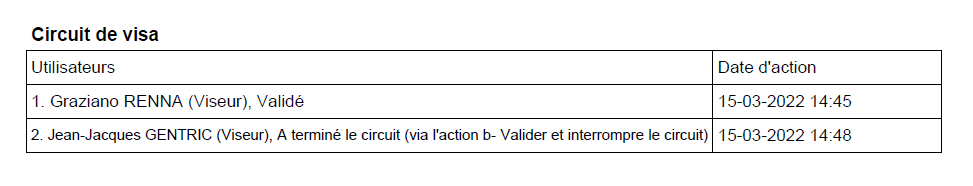 Circuit de visa
Utilisateurs Date d'action
1. Graziano RENNA (Viseur), Validé 15-03-2022 14:45
2. Jean-Jacques GENTRIC (Viseur), A terminé le circuit (via l'action b- Valider et interrompre le circuit) 15-03-2022 14:48